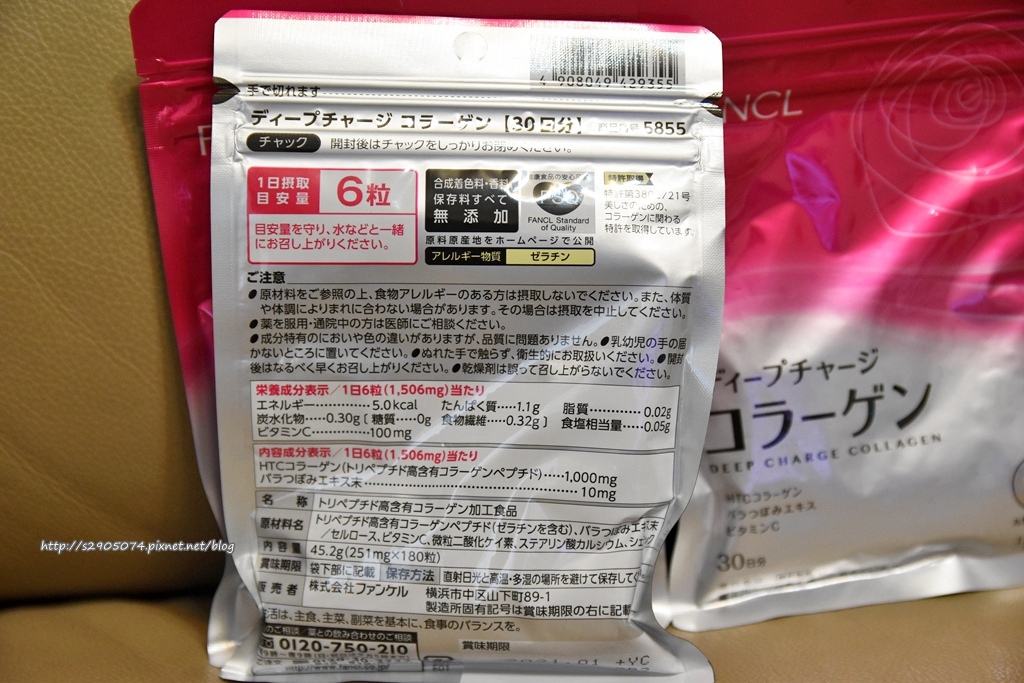 4 908049 429355
手で切れます
ディープチャージ コラーゲン【30日分】 5855
チャック 開封後はチャックをしっかりお閉めください。
1日摂取
目安量
6粒
目安量を守り、水などと一緒
にお召し上がりください。
合成着色料・香料
保存料すべて
無添加
FANCL Standard
of Quality
原料原産地をホームページで公開
アレルギー物質 ゼラチン
特許取得
美しさのための、
コラーゲンに関わる
特許を取得しています。
ご注意
●原材料をご参照の上、食物アレルギーのある方は摂取しないでください。また、体質
や体調によりまれに合わない場合があります。その場合は摂取を中止してください。
●薬を服用・通院中の方は医師にご相談ください。
●成分特有のにおいや色の違いがありますが、品質に問題ありません。●乳幼児の手の届
かないところに置いてください。●ぬれた手で触らず、衛生的にお取扱いください。●開封
後はなるべく早くお召し上がりください。●乾燥剤は誤って召し上がらないでください。
栄養成分表示/1日6粒(1,506mg)当たり
エネルギー…………5.0kcal たんぱく質……1.1g 脂質…………0.02g
炭水化物……0.30g[糖質……0g 食物繊維……0.32g] 食塩相当量……0.05g
ビタミンC…………100mg
内容成分表示/1日6粒(1,506mg)当たり
HTCコラーゲン(トリペプチド高含有コラーゲンペプチド)……1,000mg
バラつぼみエキス末……………………………10mg
名称 トリペプチド高含有コラーゲン加工食品
原材料名 トリペプチド高含有コラーゲンペプチド(ゼラチンを含む)、バラつぼみエキス末
/セルロース、ビタミンC、微粒二酸化ケイ素、ステアリン酸カルシウム、シェラック
内容量 45.2g(251mg×180粒)
賞味期限 袋下部に記載 保存方法 直射日光と高温・多湿の場所を避けて保存して
販売者 株式会社ファンケル 横浜市中区山下町89-1
製造所固有記号は賞味期限の右に記載
活は、主食、主菜、副菜を基本に、食事のバランスを。
のご相談/薬との飲み合わせのご相談
0120-750-210
賞味期限
NCL
ディープチャージ
コラーゲン
DEEP CHARGE COLLAGEN
HTCコラーゲン
バラつぼみエキス
ビタミンC
30日分
http://s2905074.pixnet.net/blog